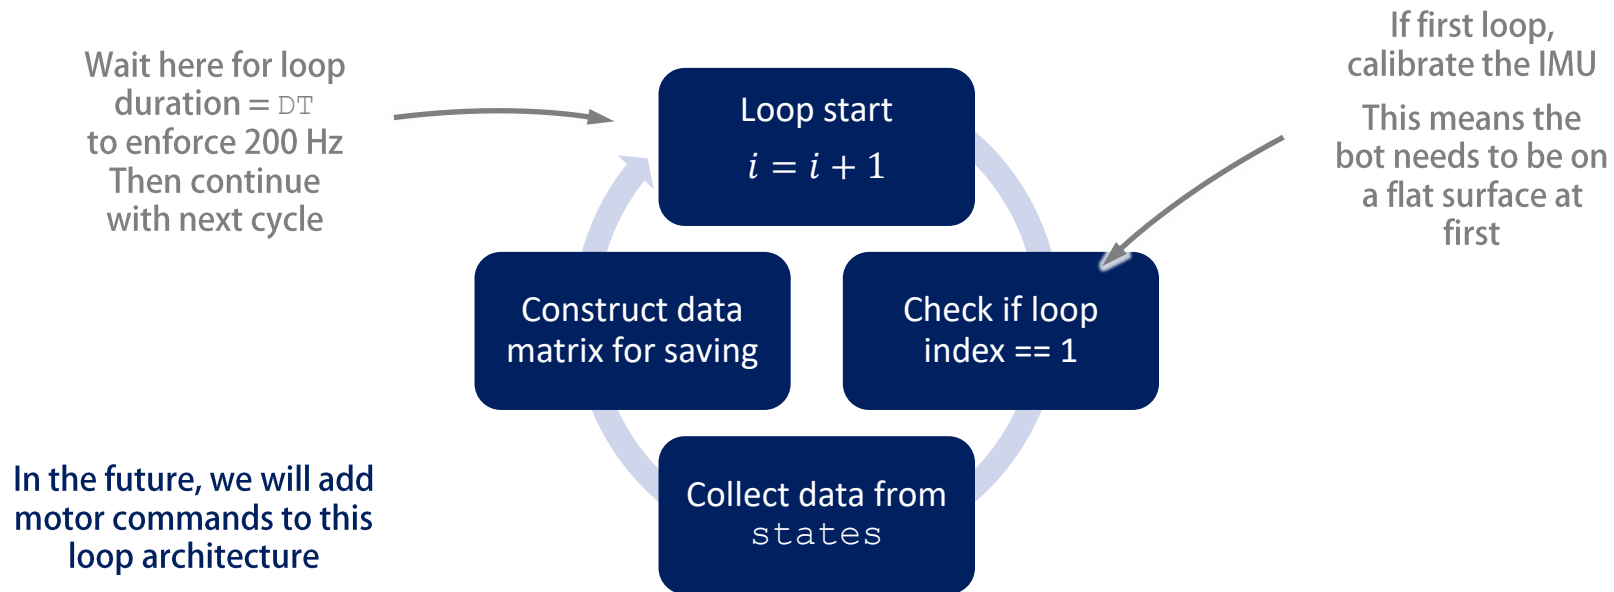 Wait here for loop
duration = DT
to enforce 200 Hz
Then continue
with next cycle
Loop start
i = i + 1
If first loop,
calibrate the IMU
This means the
bot needs to be on
a flat surface at
first
Construct data
matrix for saving
Check if loop
index == 1
In the future, we will add
motor commands to this
loop architecture
Collect data from
states